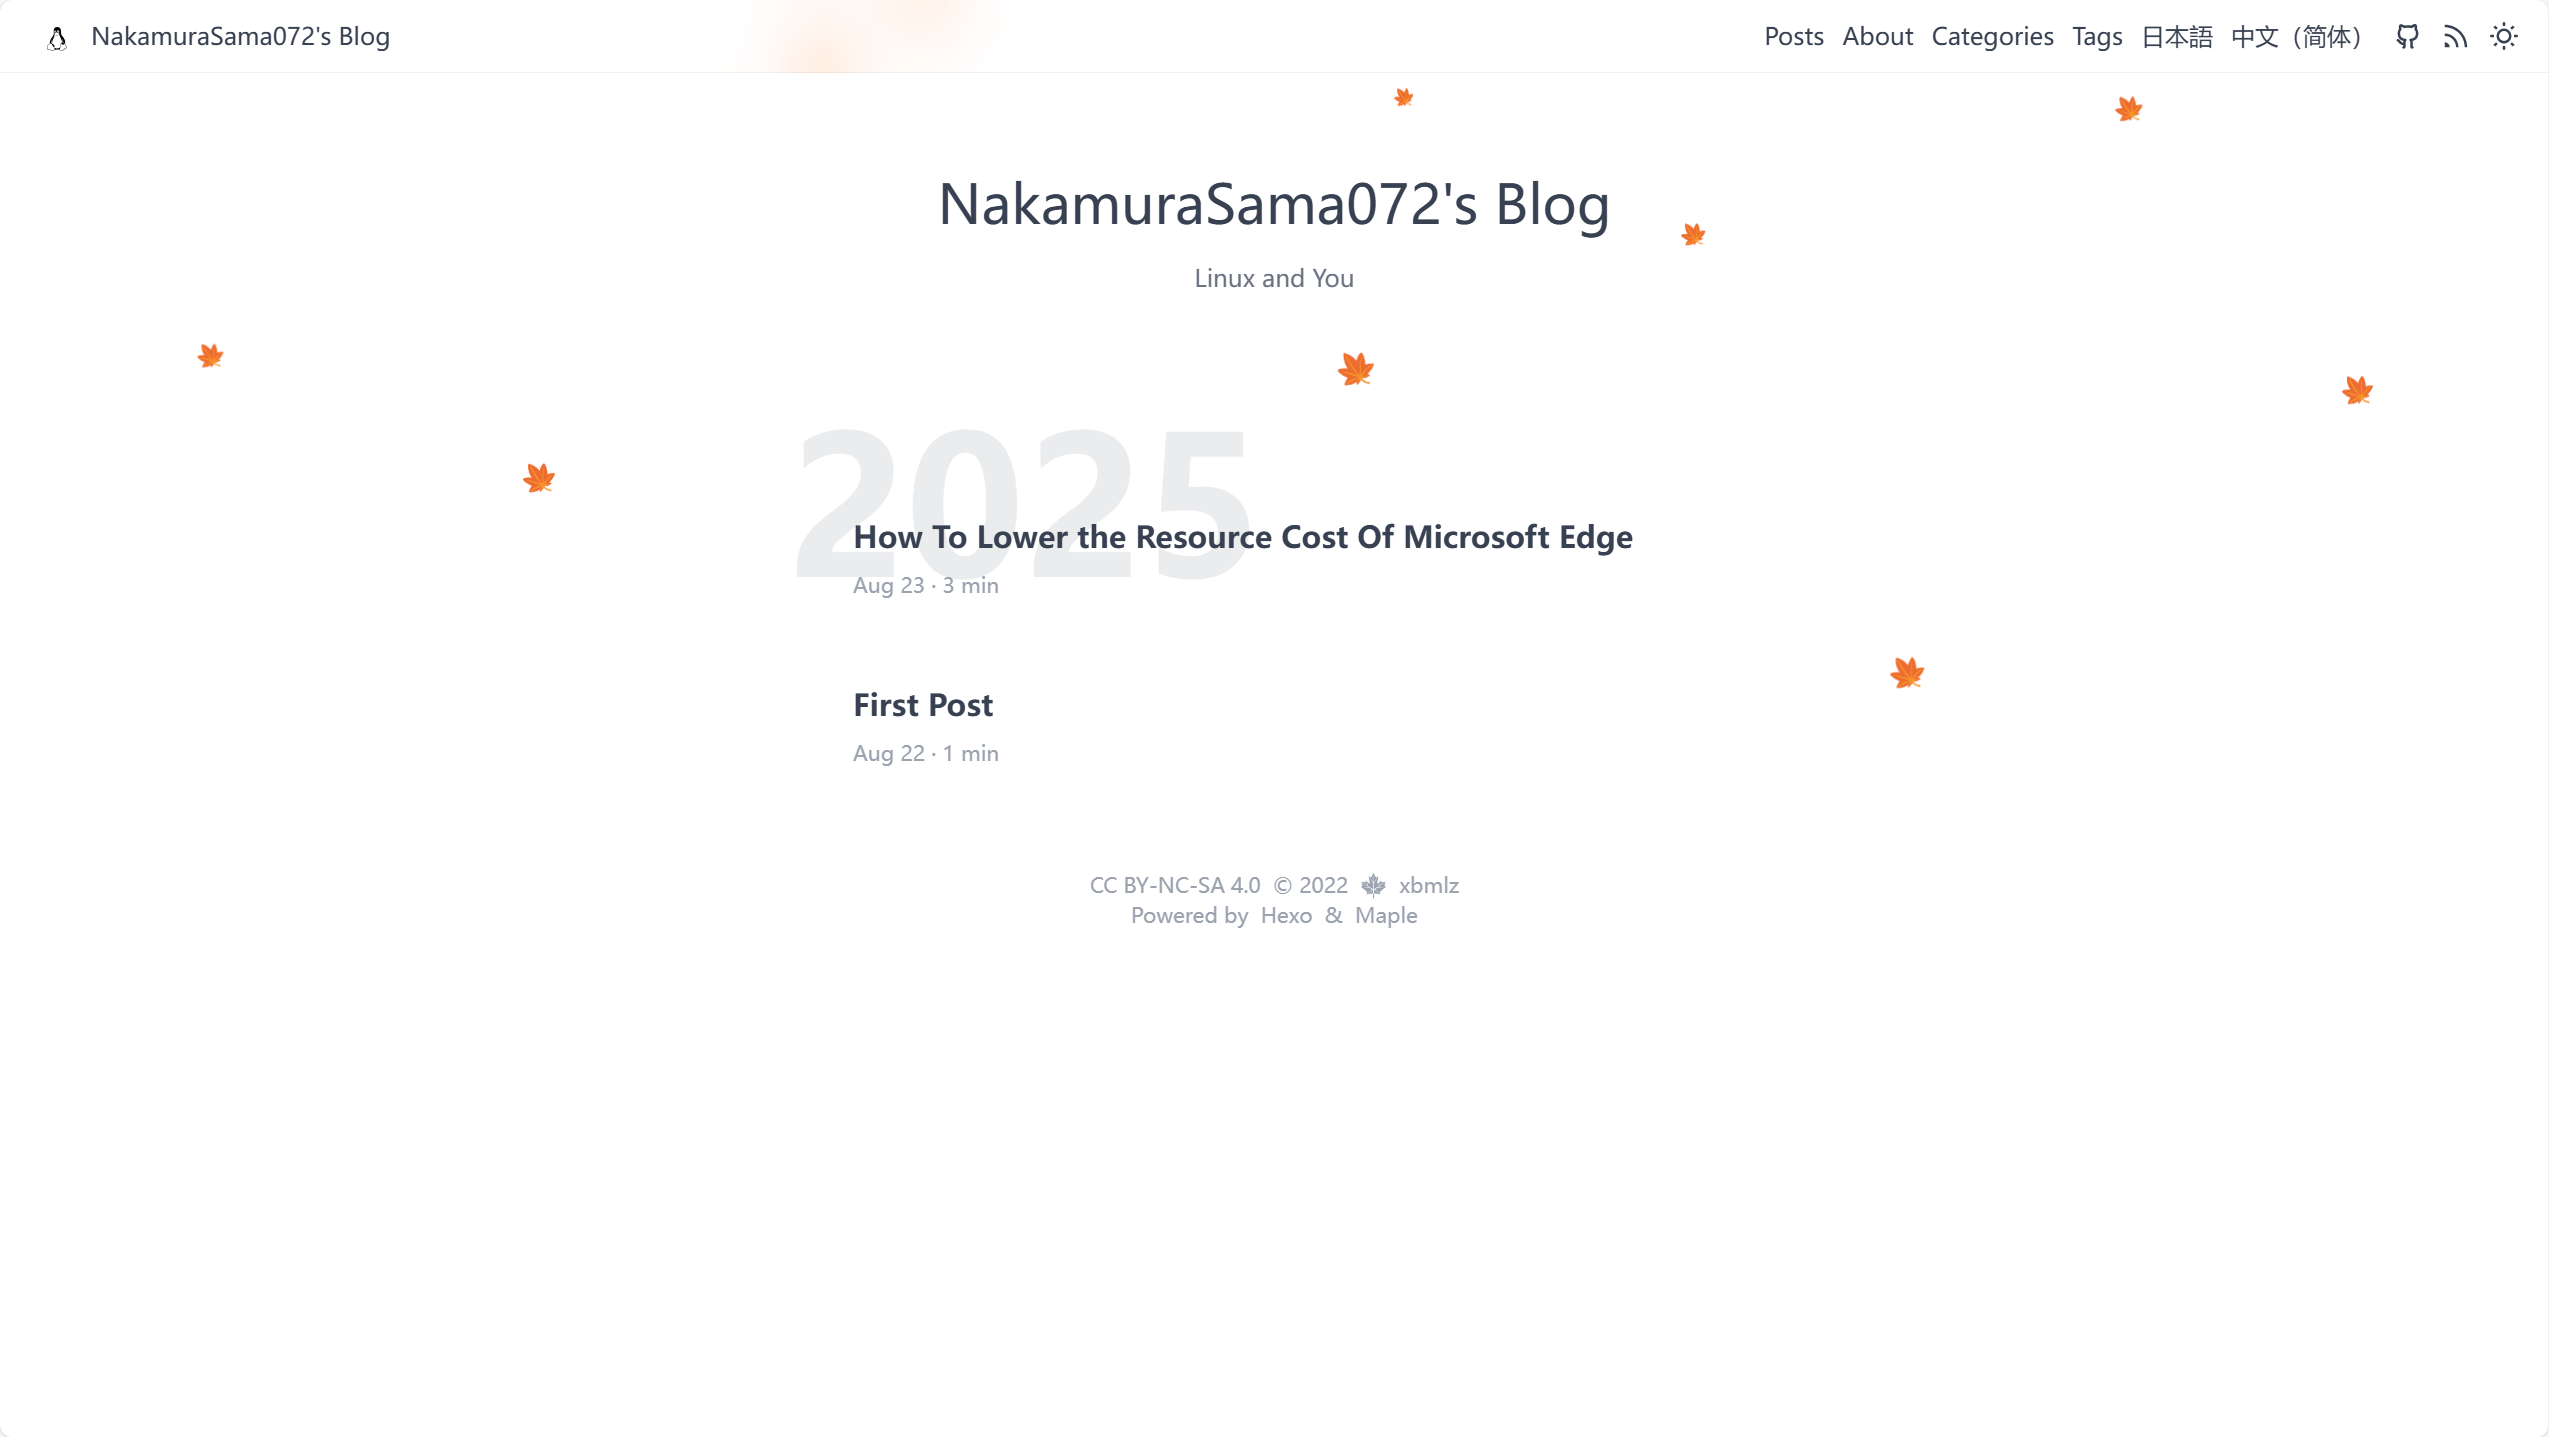 NakamuraSama072's Blog
Posts About Categories Tags 日本語 中文（简体）
NakamuraSama072's Blog
Linux and You
2025
How To Lower the Resource Cost Of Microsoft Edge
Aug 23 · 3 min
First Post
Aug 22 · 1 min
CC BY-NC-SA 4.0 © 2022 xbmlz
Powered by Hexo & Maple